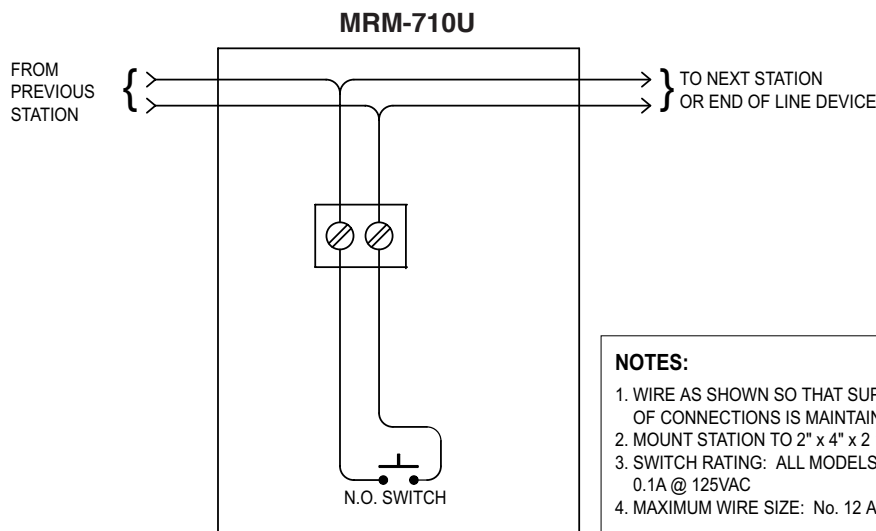 MRM-710U
FROM
PREVIOUS
STATION
TO NEXT STATION
OR END OF LINE DEVICE
N.O. SWITCH
NOTES:
1. WIRE AS SHOWN SO THAT
OF CONNECTIONS IS
2. MOUNT STATION TO 2" x 4" x 2
3. SWITCH RATING: ALL MODELS
0.1A @ 125VAC
4. MAXIMUM WIRE SIZE: No. 12